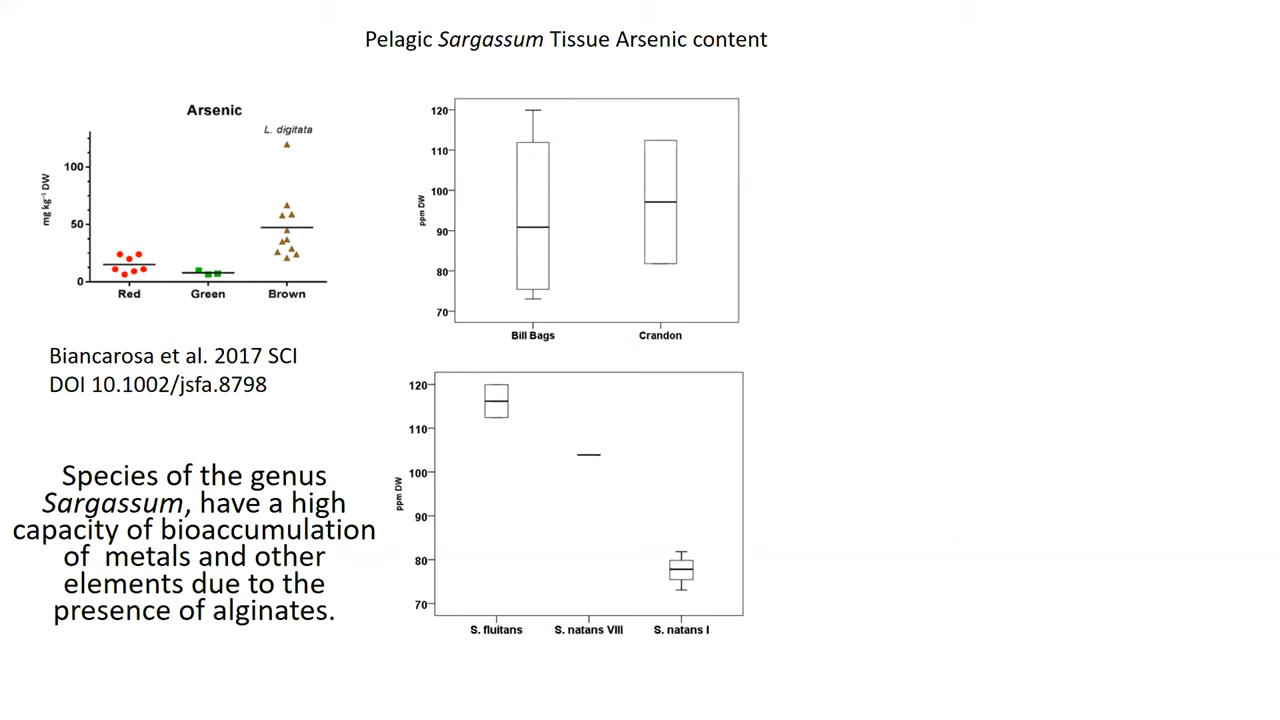 Pelagic Sargassum Tissue Arsenic content
Arsenic
L. digitata
mg kg⁻¹ DW
100
50
0
Red
Green
Brown
Biancarosa et al. 2017 SCI
DOI 10.1002/jsfa.8798
Species of the genus
Sargassum, have a high
capacity of bioaccumulation
of metals and other
elements due to the
presence of alginates.
120
110
100
90
80
70
ppm DW
Bill Bags
Crandon
120
110
100
90
80
70
ppm DW
S. fluitans
S. natans VIII
S. natans I